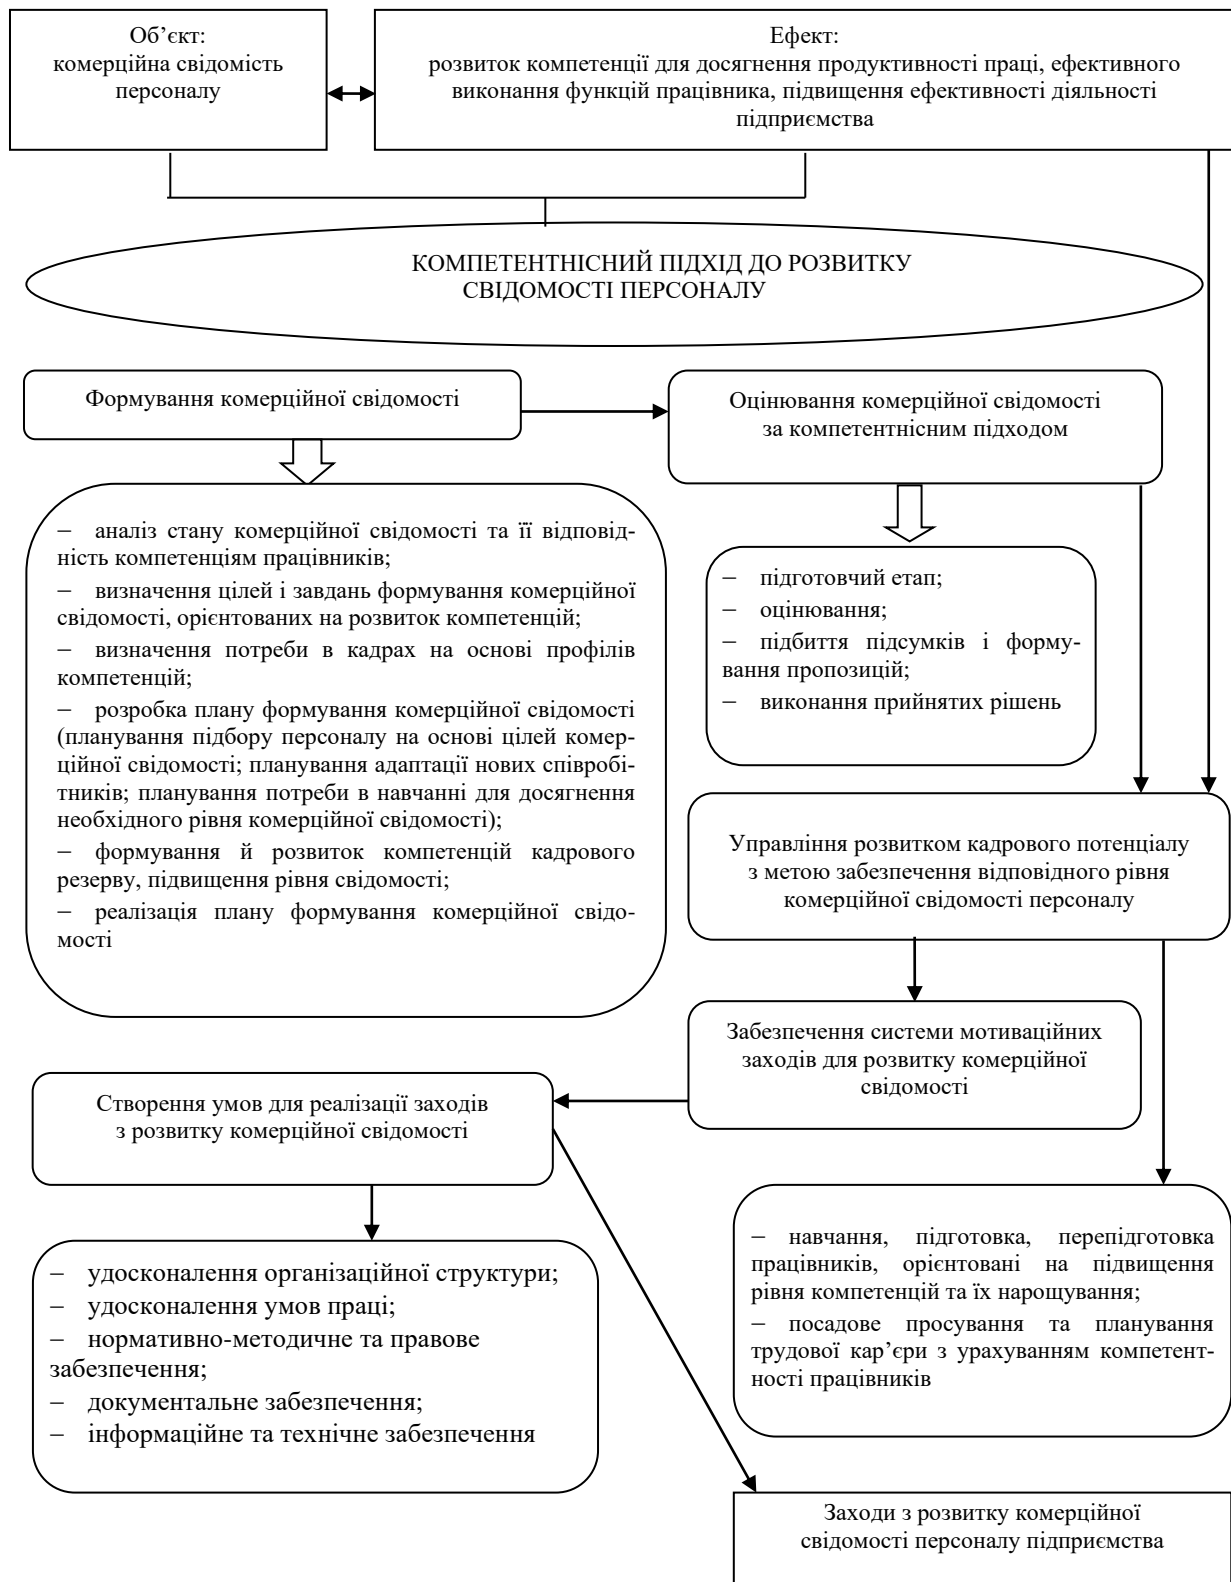 Об’єкт:
комерційна свідомість
персоналу
Ефект:
розвиток компетенції для досягнення продуктивності праці, ефективного
виконання функцій працівника, підвищення ефективності діяльності
підприємства
КОМПЕТЕНТНІСНИЙ ПІДХІД ДО РОЗВИТКУ
СВІДОМОСТІ ПЕРСОНАЛУ
Формування комерційної свідомості
Оцінювання комерційної свідомості
за компетентнісним підходом
– аналіз стану комерційної свідомості та її відповід-
ність компетенціям працівників;
– визначення цілей і завдань формування комерційної
свідомості, орієнтованих на розвиток компетенцій;
– визначення потреби в кадрах на основі профілів
компетенцій;
– розробка плану формування комерційної свідомості
(планування підбору персоналу на основі цілей комер-
ційної свідомості; планування адаптації нових співробі-
тників; планування потреби в навчанні для досягнення
необхідного рівня комерційної свідомості);
– формування й розвиток компетенцій кадрового
резерву, підвищення рівня свідомості;
– реалізація плану формування комерційної свідо-
мості
– підготовчий етап;
– оцінювання;
– підбиття підсумків і форму-
вання пропозицій;
– виконання прийнятих рішень
Управління розвитком кадрового потенціалу
з метою забезпечення відповідного рівня
комерційної свідомості персоналу
Забезпечення системи мотиваційних
заходів для розвитку комерційної
свідомості
Створення умов для реалізації заходів
з розвитку комерційної свідомості
– навчання, підготовка, перепідготовка
працівників, орієнтовані на підвищення
рівня компетенцій та їх нарощування;
– посадове просування та планування
трудової кар’єри з урахуванням компетент-
ності працівників
– удосконалення організаційної структури;
– удосконалення умов праці;
– нормативно-методичне та правове
забезпечення;
– документальне забезпечення;
– інформаційне та технічне забезпечення
Заходи з розвитку комерційної
свідомості персоналу підприємства